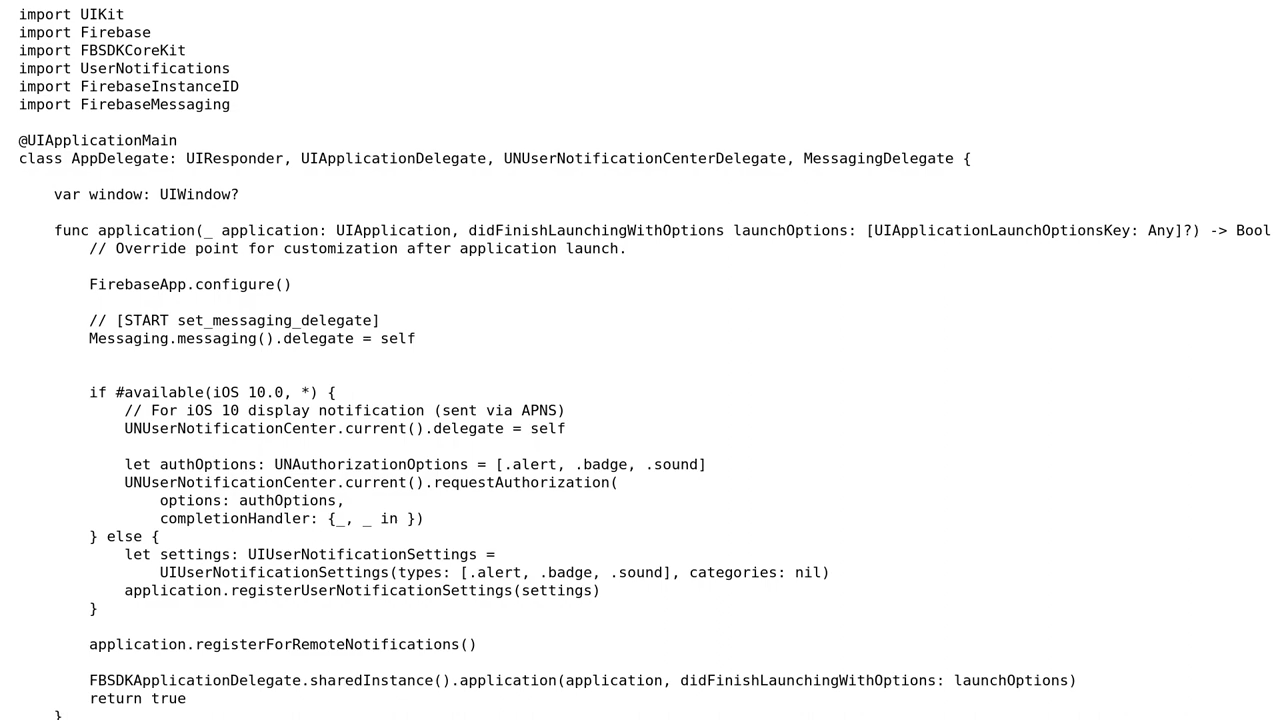 import UIKit
import Firebase
import FBSDKCoreKit
import UserNotifications
import FirebaseInstanceID
import FirebaseMessaging
@UIApplicationMain
class AppDelegate: UIResponder, UIApplicationDelegate, UNUserNotificationCenterDelegate, MessagingDelegate {
var window: UIWindow?
func application(_ application: UIApplication, didFinishLaunchingWithOptions launchOptions: [UIApplicationLaunchOptionsKey: Any]?) -> Bool
// Override point for customization after application launch.
FirebaseApp.configure()
// [START set_messaging_delegate]
Messaging.messaging().delegate = self
if #available(iOS 10.0, *) {
// For iOS 10 display notification (sent via APNS)
UNUserNotificationCenter.current().delegate = self
let authOptions: UNAuthorizationOptions = [.alert, .badge, .sound]
UNUserNotificationCenter.current().requestAuthorization(
options: authOptions,
completionHandler: {_, _ in })
} else {
let settings: UIUserNotificationSettings =
UIUserNotificationSettings(types: [.alert, .badge, .sound], categories: nil)
application.registerUserNotificationSettings(settings)
}
application.registerForRemoteNotifications()
FBSDKApplicationDelegate.sharedInstance().application(application, didFinishLaunchingWithOptions: launchOptions)
return true
}